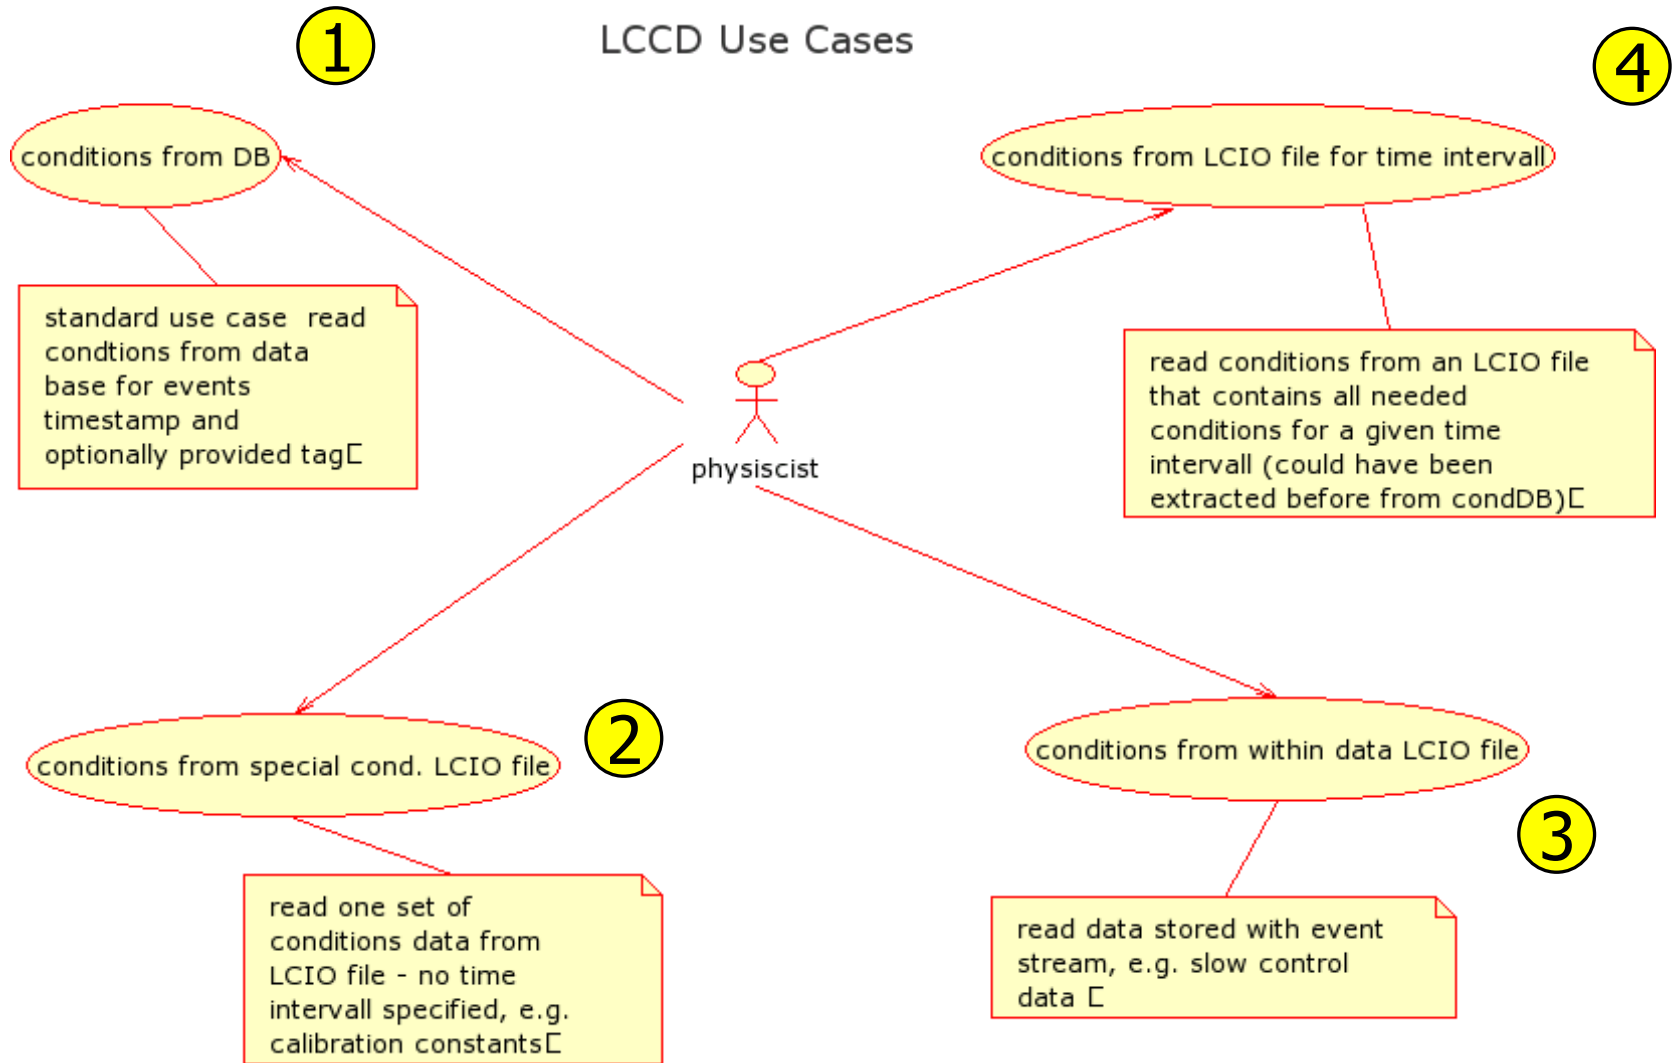 LCCD Use Cases
1
4
conditions from DB
conditions from LCIO file for time intervall
standard use case  read
condtions from data
base for events
timestamp and
optionally provided tag
read conditions from an LCIO file
that contains all needed
conditions for a given time
intervall (could have been
extracted before from condDB)
physiscist
2
conditions from special cond. LCIO file
conditions from within data LCIO file
3
read one set of
conditions data from
LCIO file - no time
intervall specified, e.g.
calibration constants
read data stored with event
stream, e.g. slow control
data